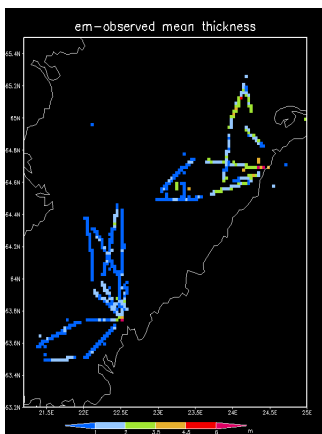 em-observed mean thickness
65.4N
65.2N
65N
64.8N
64.6N
64.4N
64.2N
64N
63.8N
63.6N
63.4N
63.2N
21.5E 22E 22.5E 23E 23.5E 24E 24.5E 25E
1 2 3.5 4.5 6 m